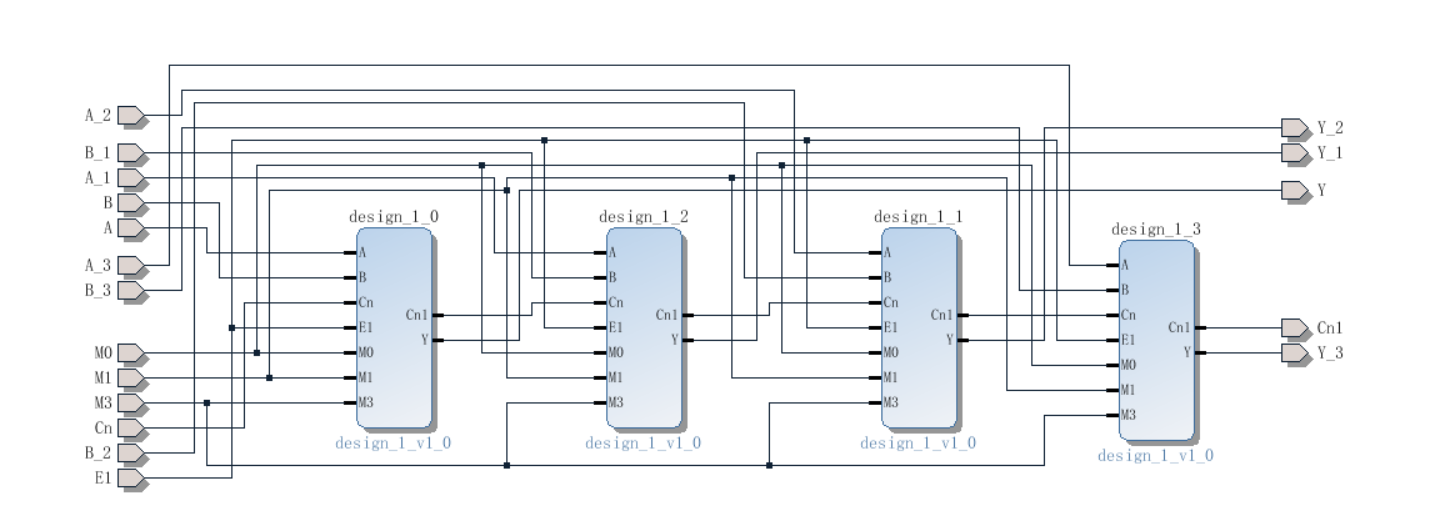 A_2
B_1
A_1
B
A
A_3
B_3
M0
M1
M3
Cn
B_2
E1
design_1_0
A
B
Cn
E1
M0
M1
M3
Cn1
Y
design_1_v1_0
design_1_2
A
B
Cn
E1
M0
M1
M3
Cn1
Y
design_1_v1_0
design_1_1
A
B
Cn
E1
M0
M1
M3
Cn1
Y
design_1_v1_0
design_1_3
A
B
Cn
E1
M0
M1
M3
Cn1
Y
design_1_v1_0
Y_2
Y_1
Y
Cn1
Y_3